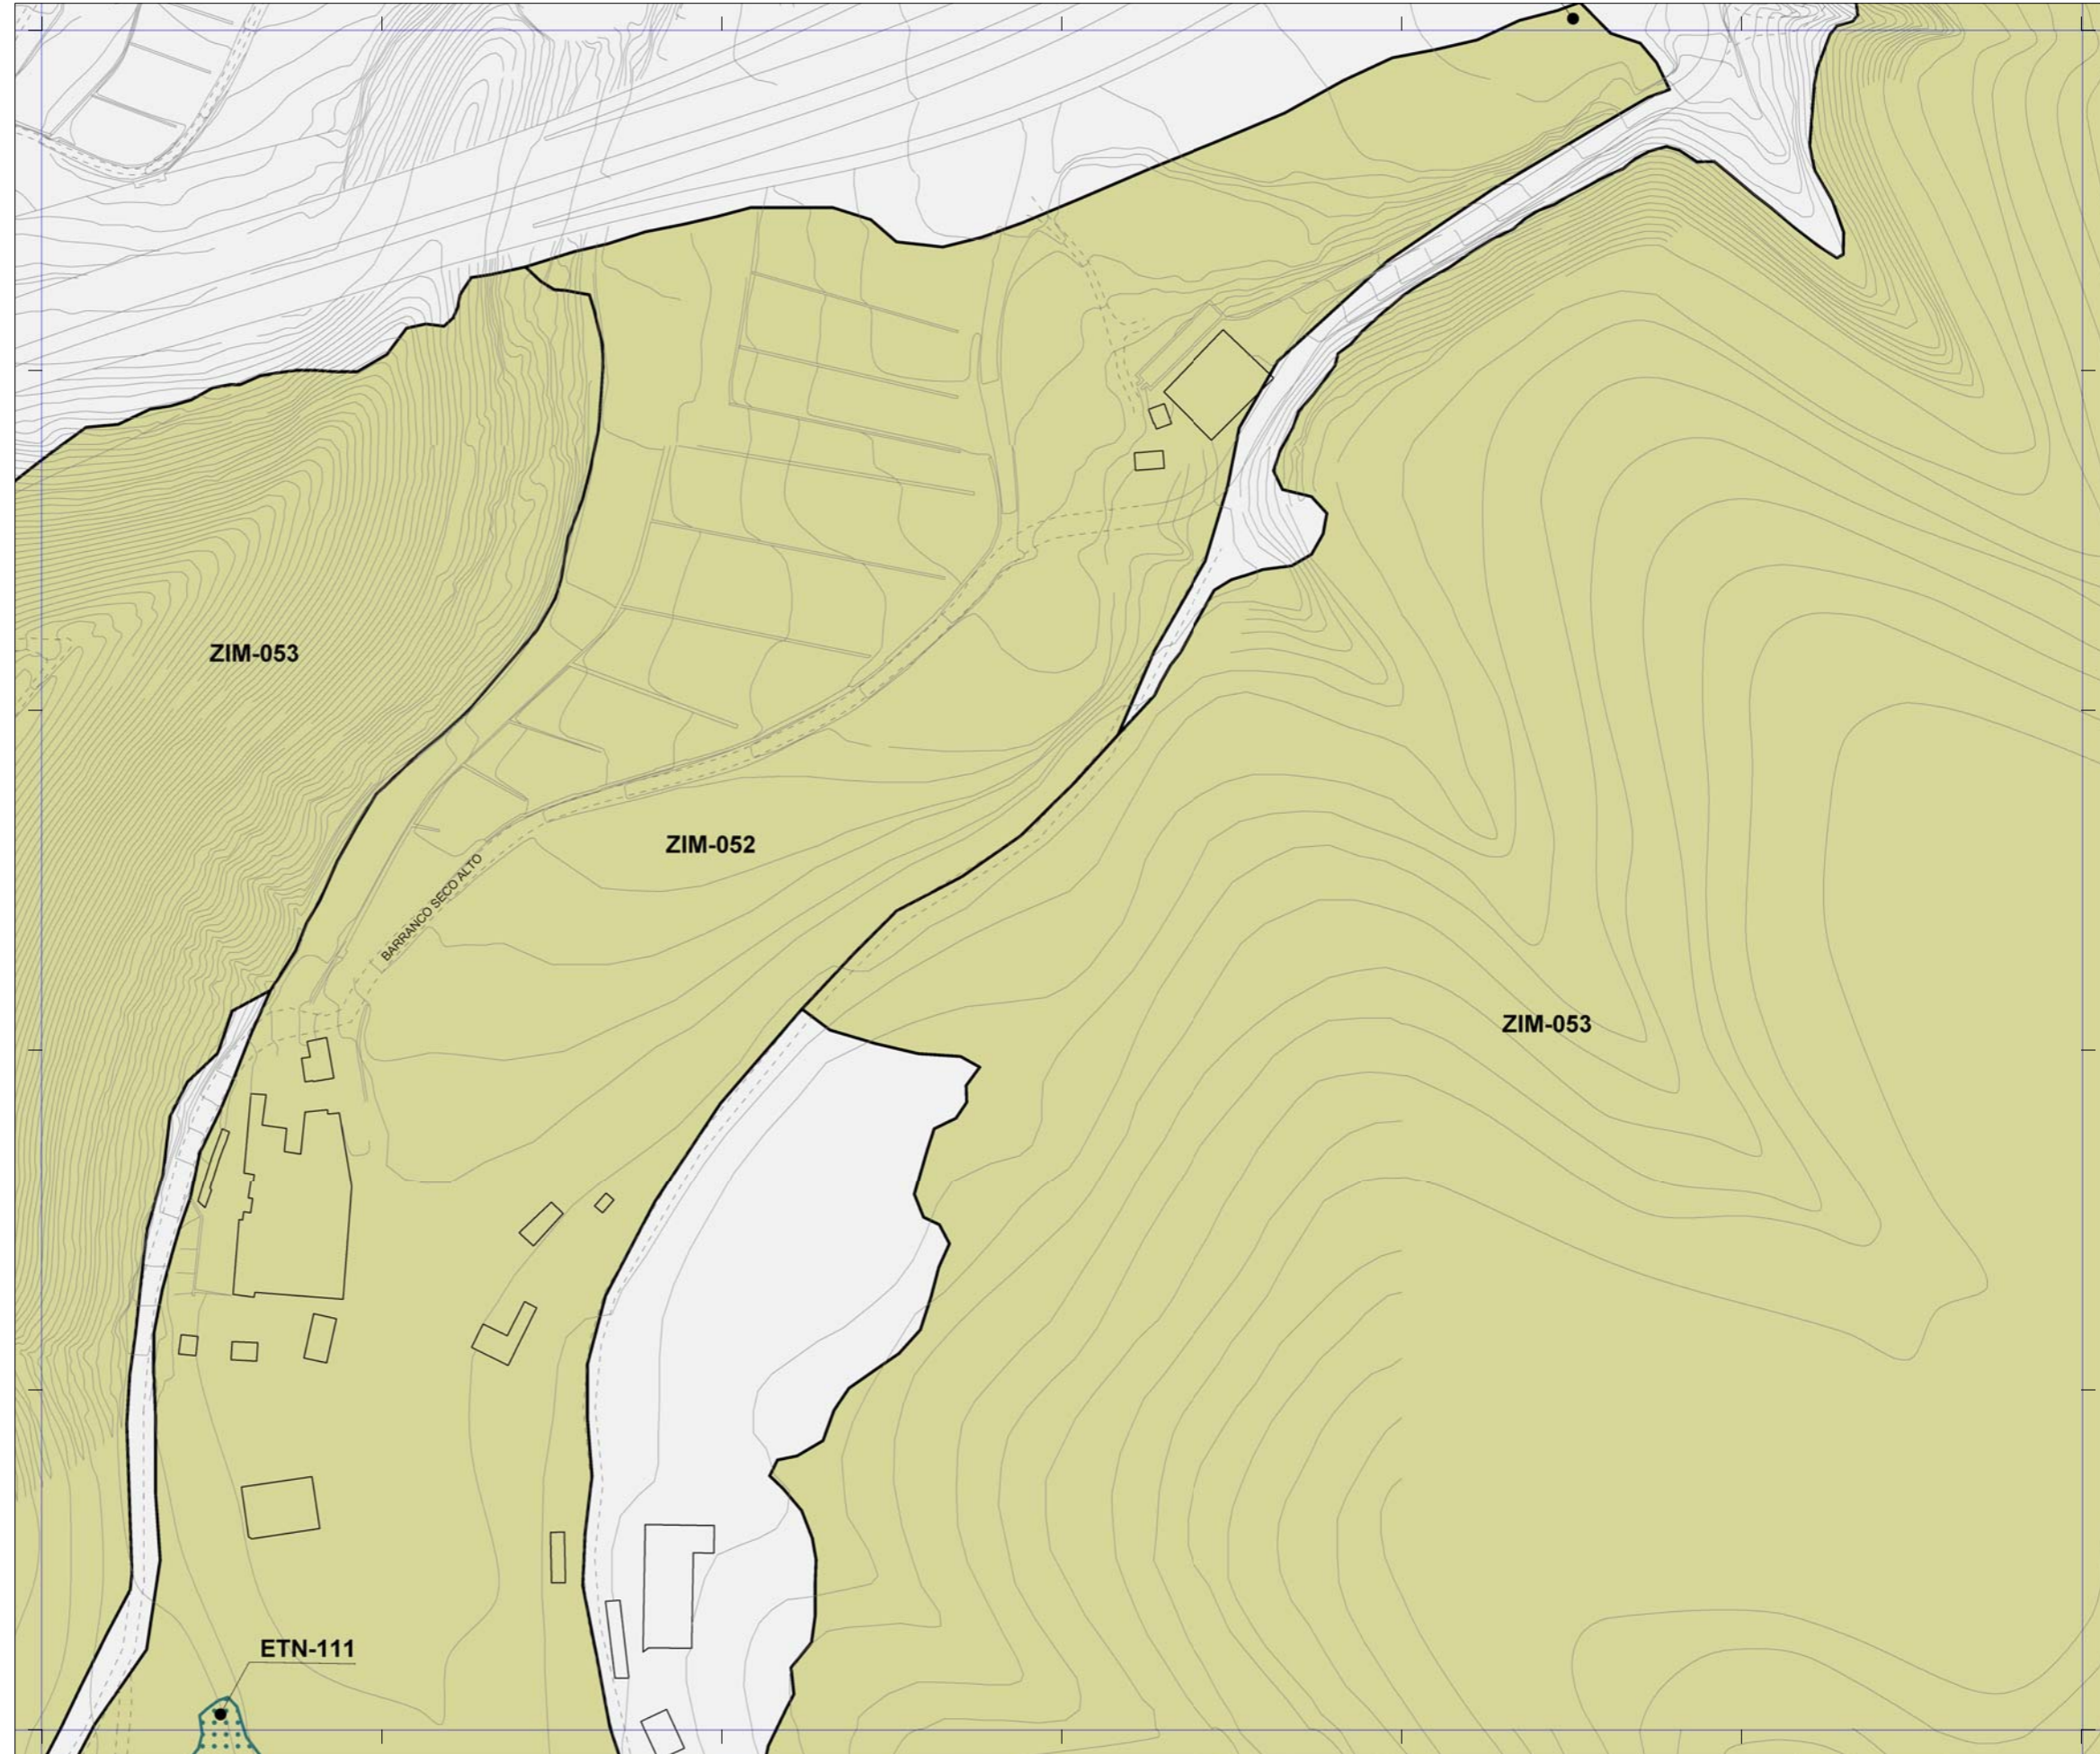 ZIM-053
ZIM-052
BARRANCO SECO ALTO
ZIM-053
ETN-111